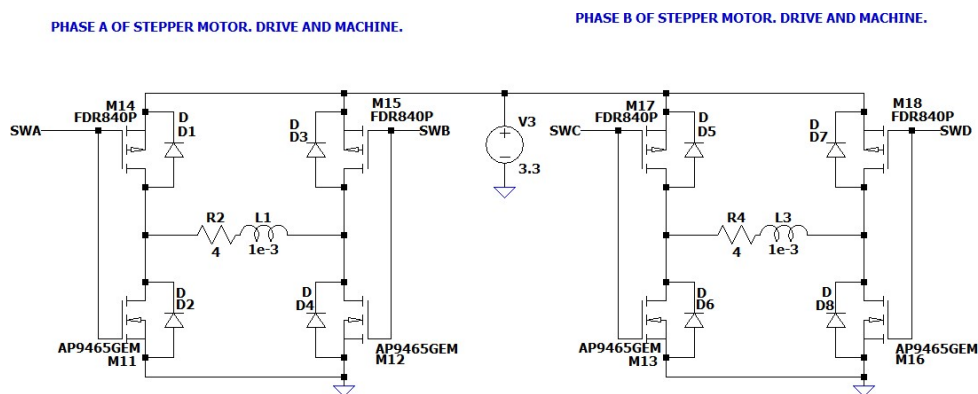 PHASE A OF STEPPER MOTOR. DRIVE AND MACHINE.
PHASE B OF STEPPER MOTOR. DRIVE AND MACHINE.
M14
FDR840P
SWA
D
D1
D
D3
M15
FDR840P
SWB
V3
3.3
M17
FDR840P
SWC
D
D5
D
D7
M18
FDR840P
SWD
R2
4
L1
1e-3
R4
4
L3
1e-3
D
D2
AP9465GEM
M11
D
D4
AP9465GEM
M12
D
D6
AP9465GEM
M13
D
D8
AP9465GEM
M16